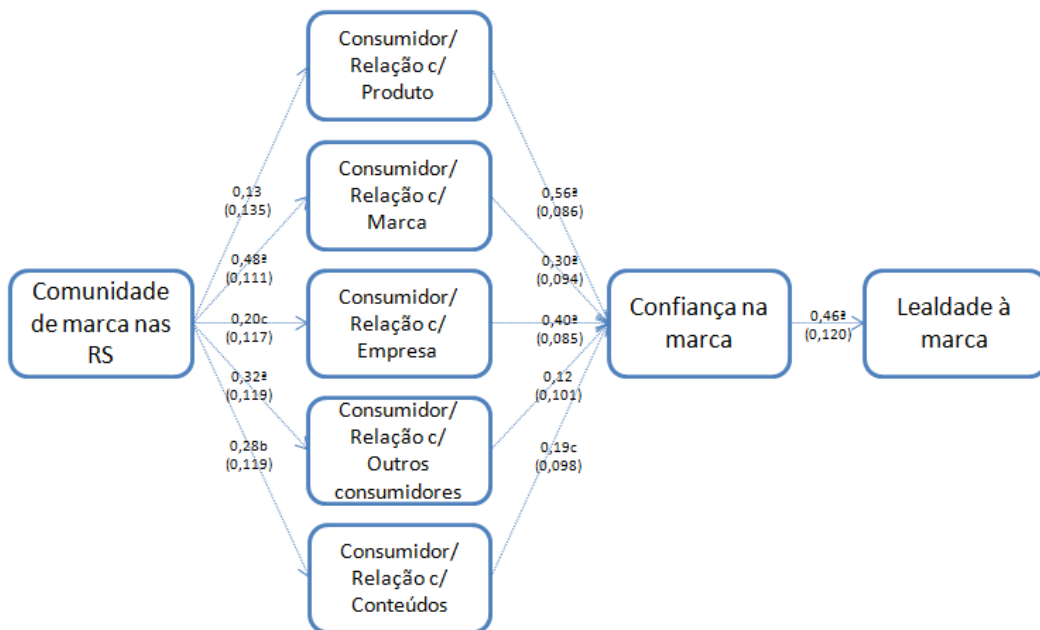 Consumidor/
Relação c/
Produto
0,13
(0,135)
0,56ª
(0,086)
Consumidor/
Relação c/
Marca
0,48ª
(0,111)
0,30ª
(0,094)
Comunidade
de marca nas
RS
0,20c
(0,117)
Consumidor/
Relação c/
Empresa
0,40ª
(0,085)
Confiança na
marca
0,46ª
(0,120)
Lealdade à
marca
0,32ª
(0,119)
Consumidor/
Relação c/
Outros
consumidores
0,12
(0,101)
0,28b
(0,119)
0,19c
(0,098)
Consumidor/
Relação c/
Conteúdos